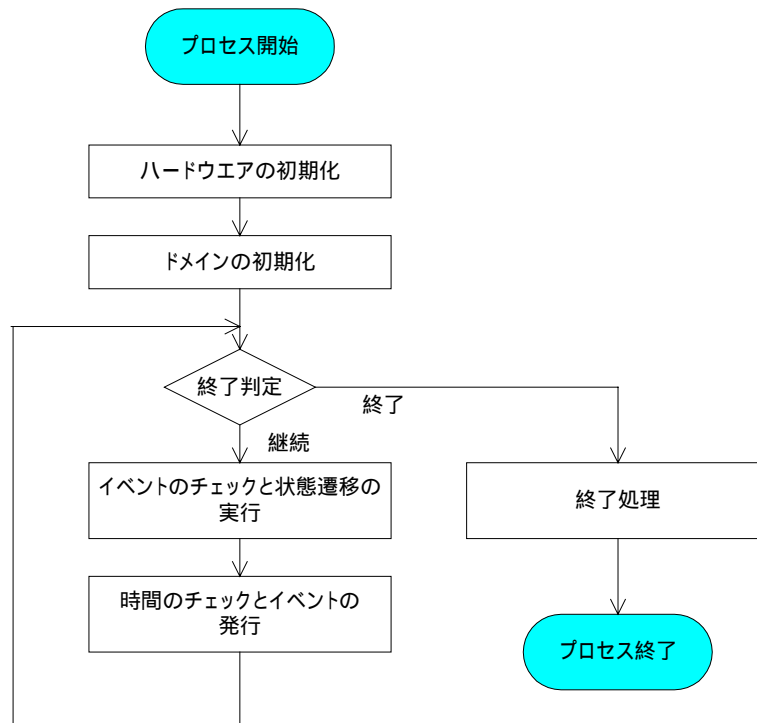 プロセス開始
ハードウエアの初期化
ドメインの初期化
終了判定
終了
継続
イベントのチェックと状態遷移の
実行
終了処理
時間のチェックとイベントの
発行
プロセス終了